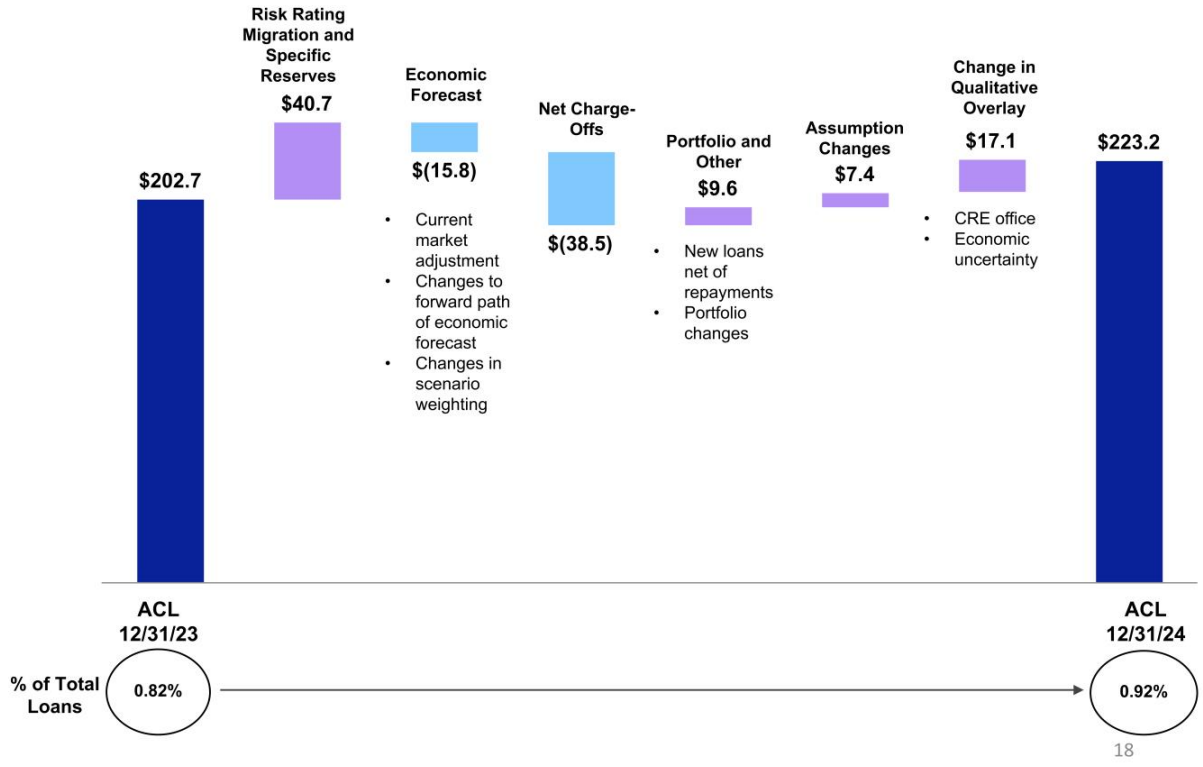 Risk Rating
Migration and
Specific
Reserves
$40.7
Economic
Forecast
$(15.8)
• Current
market
adjustment
• Changes to
forward path
of economic
forecast
• Changes in
scenario
weighting
Net Charge-
Offs
$(38.5)
Portfolio and
Other
$9.6
• New loans
net of
repayments
• Portfolio
changes
Assumption
Changes
$7.4
Change in
Qualitative
Overlay
$17.1
• CRE office
• Economic
uncertainty
$202.7
$223.2
ACL
12/31/23
ACL
12/31/24
% of Total
Loans
0.82%
0.92%
18